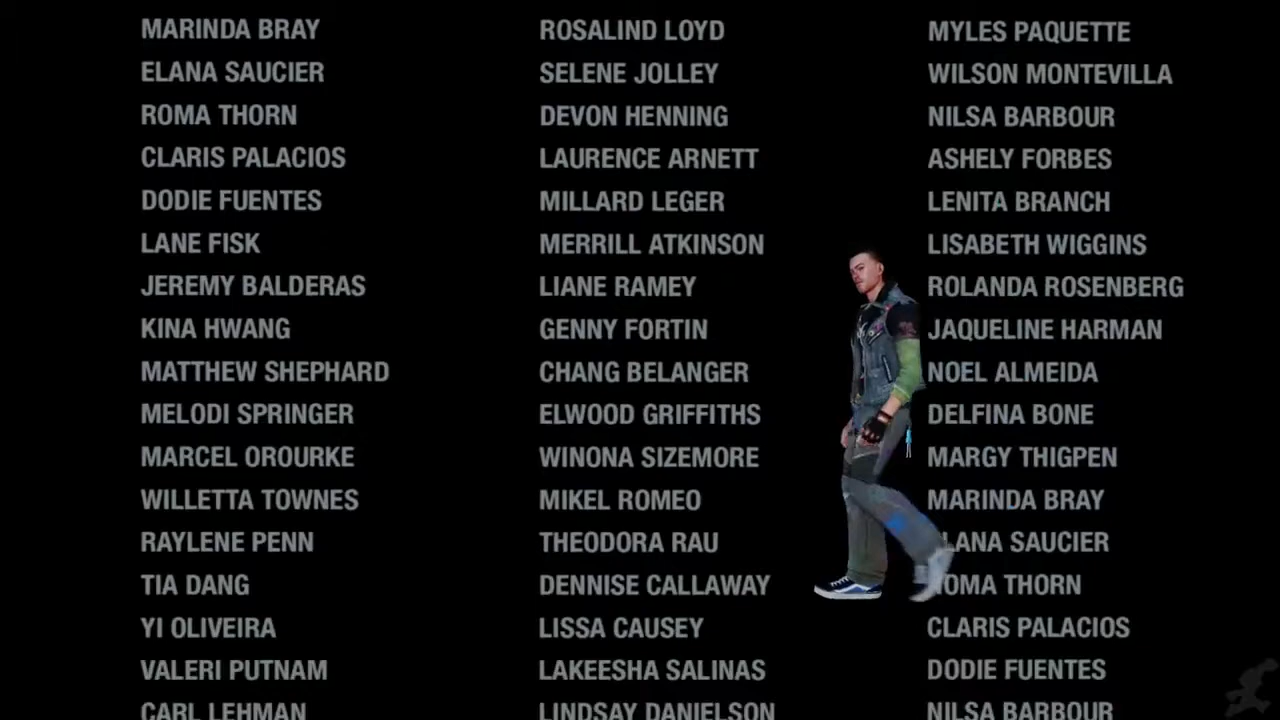 MARINDA BRAY
ELANA SAUCIER
ROMA THORN
CLARIS PALACIOS
DODIE FUENTES
LANE FISK
JEREMY BALDERAS
KINA HWANG
MATTHEW SHEPHARD
MELODI SPRINGER
MARCEL OROURKE
WILLETTA TOWNES
RAYLENE PENN
TIA DANG
YI OLIVEIRA
VALERI PUTNAM
CARL LEHMAN
ROSALIND LOYD
SELENE JOLLEY
DEVON HENNING
LAURENCE ARNETT
MILLARD LEGER
MERRILL ATKINSON
LIANE RAMEY
GENNY FORTIN
CHANG BELANGER
ELWOOD GRIFFITHS
WINONA SIZEMORE
MIKEL ROMEO
THEODORA RAU
DENNISE CALLAWAY
LISSA CAUSEY
LAKEESHA SALINAS
LINDSAY DANIELSON
MYLES PAQUETTE
WILSON MONTEVILLA
NILSA BARBOUR
ASHELY FORBES
LENITA BRANCH
LISABETH WIGGINS
ROLANDA ROSENBERG
JAQUELINE HARMAN
NOEL ALMEIDA
DELFINA BONE
MARGY THIGPEN
MARINDA BRAY
LANA SAUCIER
OMA THORN
CLARIS PALACIOS
DODIE FUENTES
NILSA BARBOUR